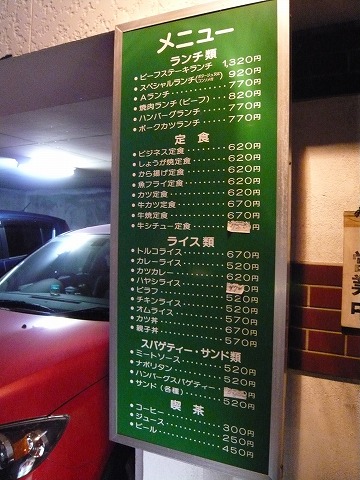 メニュー
ランチ類
・ビーフステーキランチ 1,320円
・スペシャルランチ 920円
・Aランチ 770円
・焼肉ランチ(ビーフ) 820円
・ハンバーグランチ 770円
・ポークカツランチ 770円
定食
・ビジネス定食 620円
・しょうが焼定食 620円
・から揚げ定食 620円
・魚フライ定食 620円
・カツ定食 620円
・牛カツ定食 670円
・牛焼定食 670円
・牛シチュー定食
ライス類
・トルコライス 670円
・カレーライス 520円
・カツカレー 620円
・ハヤシライス
・ピラフ 520円
・チキンライス 520円
・オムライス 520円
・カツ丼 670円
・親子丼 570円
スパゲティー・サンド類
・ミートソース 520円
・ナポリタン 520円
・ハンバーグスパゲティー
・サンド(各種) 520円
喫茶
・コーヒー 300円
・ジュース 250円
・ビール 450円
営業中